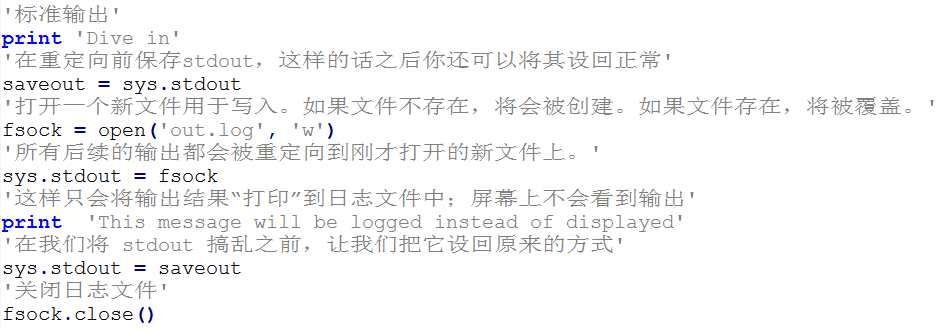 '标准输出'
print 'Dive in'
'在重定向前保存stdout，这样的话之后你还可以将其设回正常'
saveout = sys.stdout
'打开一个新文件用于写入。如果文件不存在，将会被创建。如果文件存在，将被覆盖。'
fsock = open('out.log', 'w')
'所有后续的输出都会被重定向到刚才打开的新文件上。'
sys.stdout = fsock
'这样只会将输出结果“打印”到日志文件中；屏幕上不会看到输出'
print  'This message will be logged instead of displayed'
'在我们将 stdout 搞乱之前，让我们把它设回原来的方式'
sys.stdout = saveout
'关闭日志文件'
fsock.close()